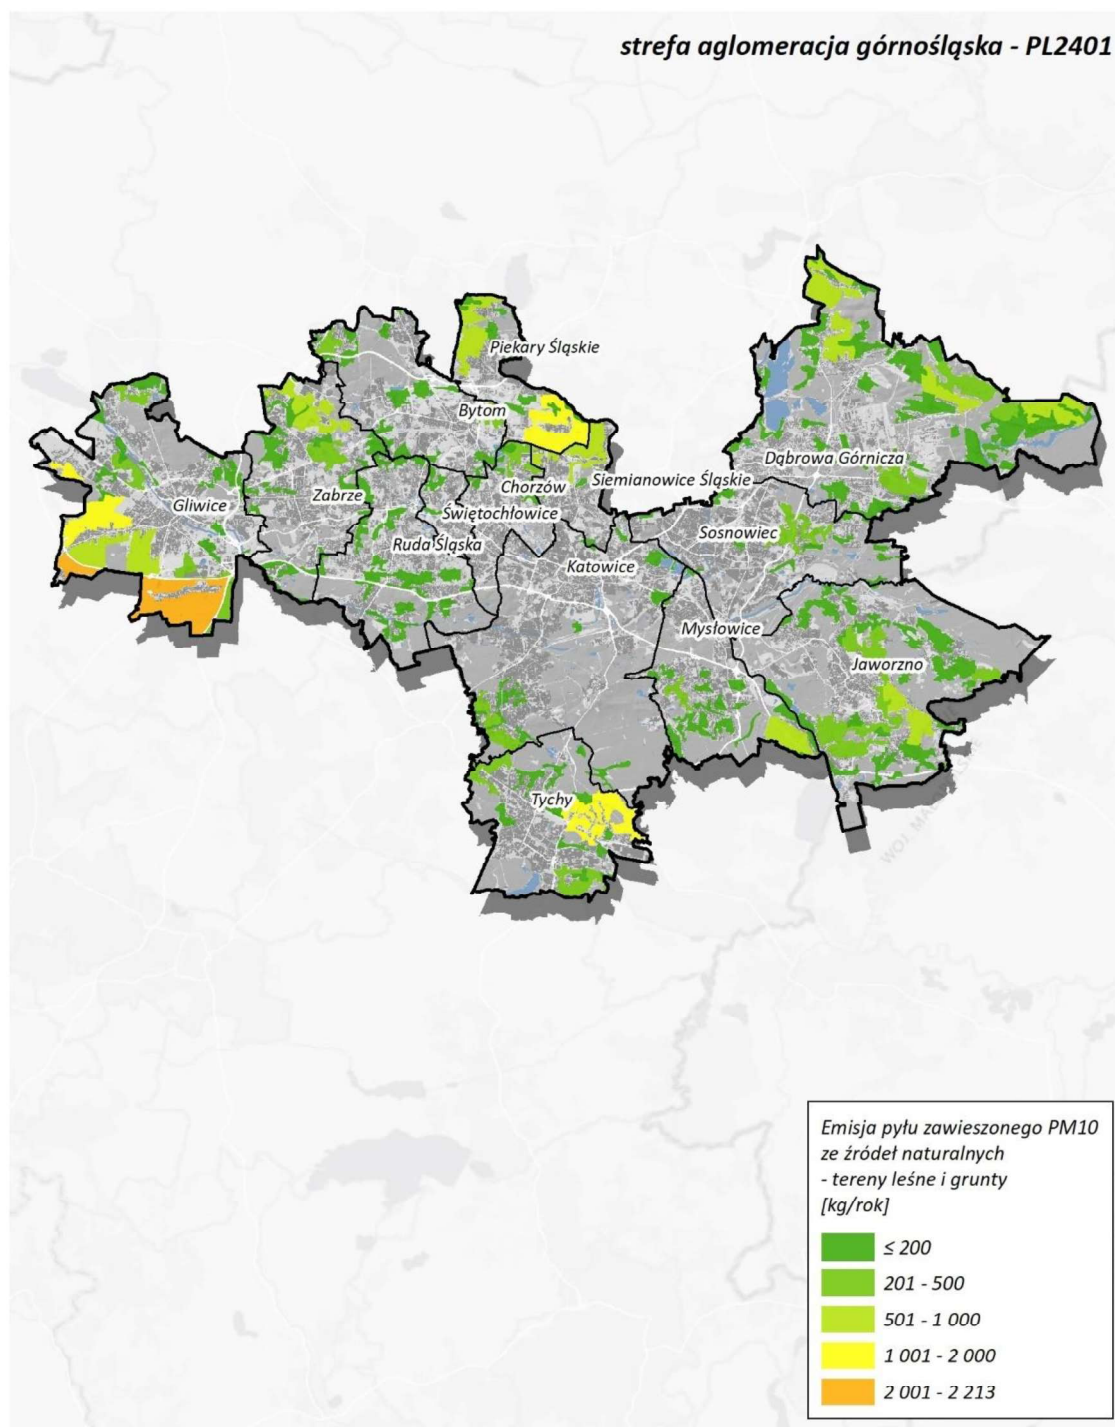 strefa aglomeracja górnośląska - PL2401
Piekary Śląskie
Bytom
Dąbrowa Górnicza
Siemianowice Śląskie
Chorzów
Zabrze
Gliwice
Świętochłowice
Sosnowiec
Ruda Śląska
Katowice
Mysłowice
Jaworzno
Tychy
Emisja pyłu zawieszonego PM10
ze źródeł naturalnych
- tereny leśne i grunty
[kg/rok]
≤ 200
201 - 500
501 - 1 000
1 001 - 2 000
2 001 - 2 213